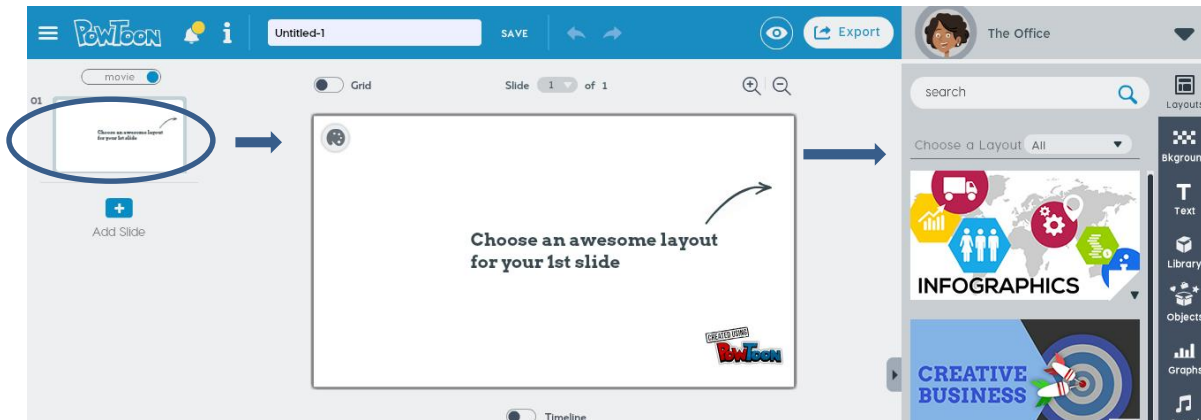 POWTOON
i
Untitled-1
SAVE
Export
The Office
movie
01
Choose an awesome layout
for your 1st slide
Add Slide
Grid
Slide 1 of 1
Choose an awesome layout
for your 1st slide
CREATED USING
POWTOON
Timeline
search
Choose a Layout All
INFOGRAPHICS
CREATIVE
BUSINESS
Layouts
Bkgroun
T
Text
Library
Objects
Graphs